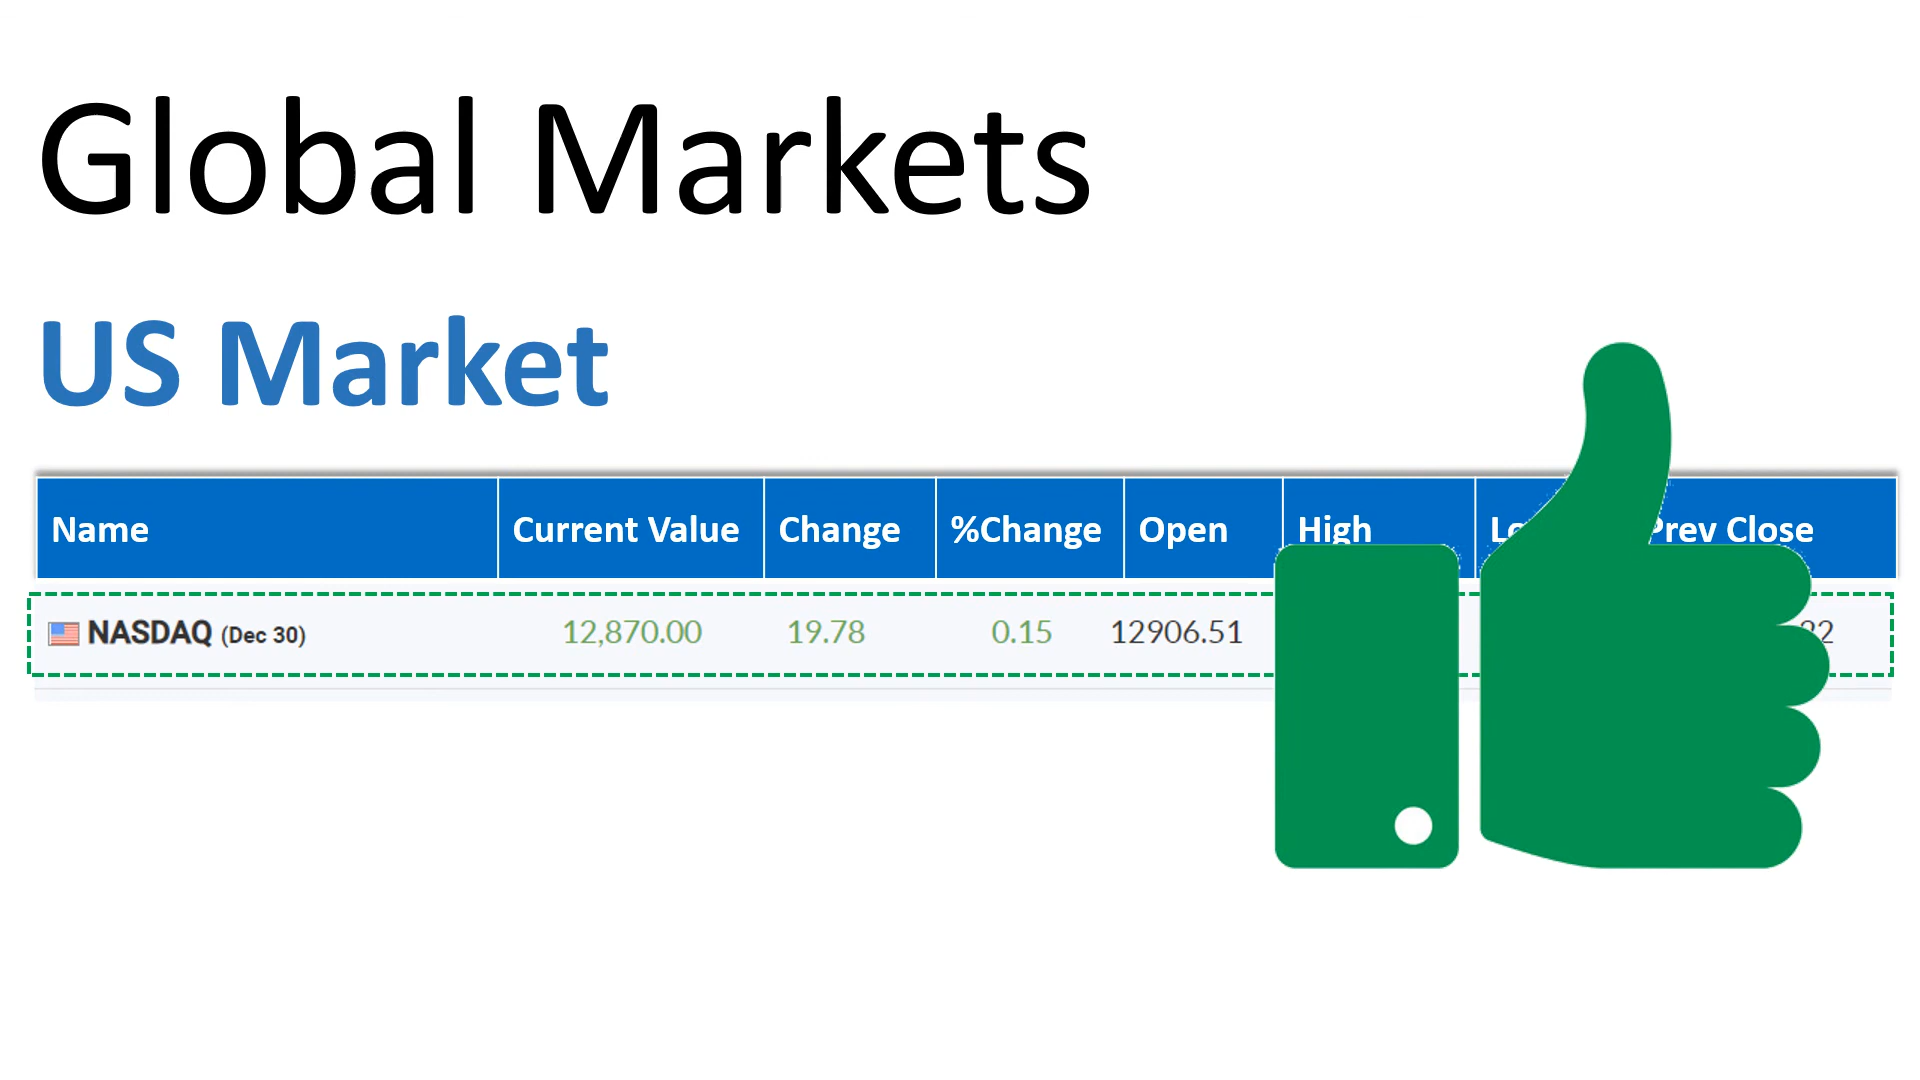 Global Markets
US Market
Name Current Value Change %Change Open High Prev Close
NASDAQ (Dec 30) 12,870.00 19.78 0.15 12906.51